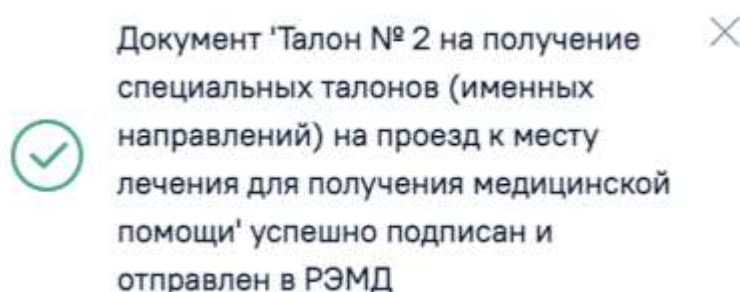 Документ 'Талон № 2 на получение
специальных талонов (именных
направлений) на проезд к месту
лечения для получения медицинской
помощи' успешно подписан и
отправлен в РЭМД